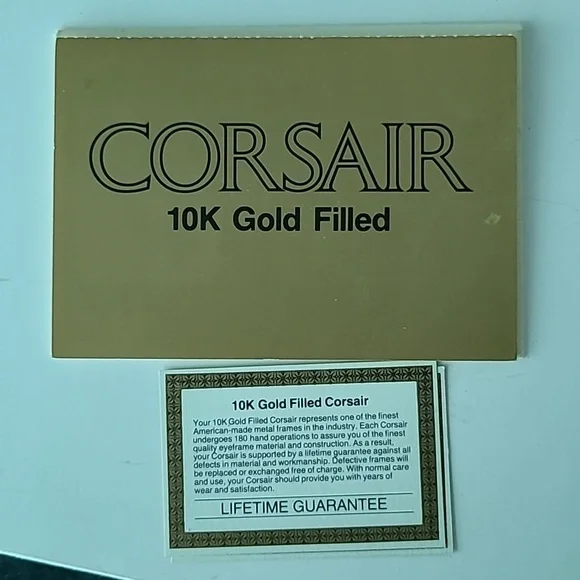 CORSAIR
10K Gold Filled
10K Gold Filled Corsair
Your 10K Gold Filled Corsair represents one of the finest
American-made metal frames in the industry. Each Corsair
undergoes 180 hand operations to assure you of the finest
quality eyeframe material and construction. As a result,
your Corsair is supported by a lifetime guarantee against all
defects in material and workmanship. Defective frames will
be replaced or exchanged free of charge. With normal care
and use, your Corsair should provide you with years of
wear and satisfaction.
LIFETIME GUARANTEE